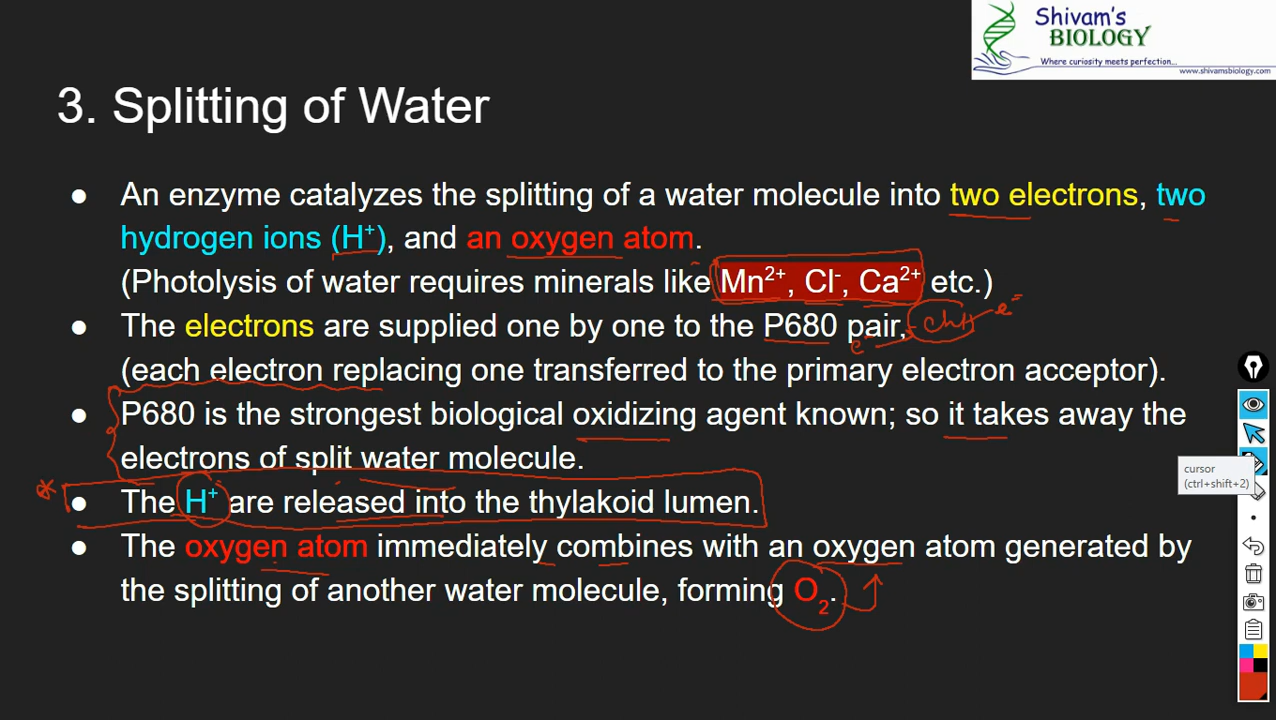 Shivam's
BIOLOGY
Where curiosity meets perfection...
www.shivamsbiology.com
3. Splitting of Water
● An enzyme catalyzes the splitting of a water molecule into two electrons, two
hydrogen ions (H⁺), and an oxygen atom.
(Photolysis of water requires minerals like Mn²⁺, Cl⁻, Ca²⁺ etc.)
● The electrons are supplied one by one to the P680 pair, e⁻
e⁻
(each electron replacing one transferred to the primary electron acceptor).
● P680 is the strongest biological oxidizing agent known; so it takes away the
electrons of split water molecule.
* ● The H⁺ are released into the thylakoid lumen.
● The oxygen atom immediately combines with an oxygen atom generated by
the splitting of another water molecule, forming O₂. ↑
cursor
(ctrl+shift+2)